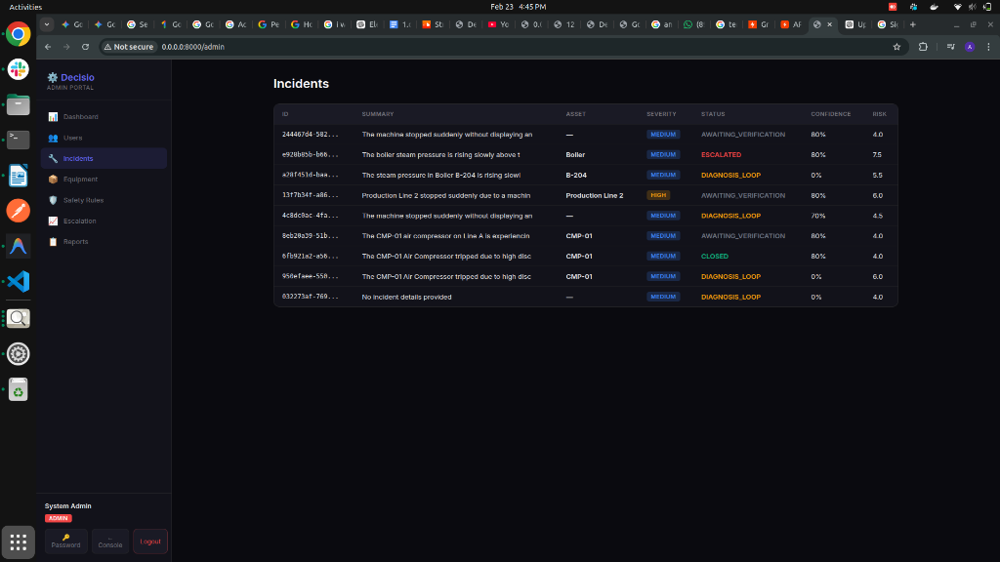 Activities
Feb 23 4:45 PM
Gc
Gc
Se
Gc
Gc
Ac
Pe
Hc
i w
Ele
1.c
St
De
Yo
0.0
12
De
Gc
an
(8
te
Gr
AF
Up
Sig
Not secure 0.0.0.0:8000/admin
A
Decisio
ADMIN PORTAL
Dashboard
Users
Incidents
Equipment
Safety Rules
Escalation
Reports
System Admin
ADMIN
Password
Console
Logout
Incidents
ID SUMMARY ASSET SEVERITY STATUS CONFIDENCE RISK
244467d4-582... The machine stopped suddenly without displaying an — MEDIUM AWAITING_VERIFICATION 80% 4.0
e928b85b-b66... The boiler steam pressure is rising slowly above t Boiler MEDIUM ESCALATED 80% 7.5
a28f451d-baa... The steam pressure in Boiler B-204 is rising slowl B-204 MEDIUM DIAGNOSIS_LOOP 0% 5.5
13f7b34f-a86... Production Line 2 stopped suddenly due to a machin Production Line 2 HIGH AWAITING_VERIFICATION 80% 6.0
4c8dc0ac-4fa... The machine stopped suddenly without displaying an — MEDIUM DIAGNOSIS_LOOP 70% 4.5
8eb20a39-51b... The CMP-01 air compressor on Line A is experiencin CMP-01 MEDIUM AWAITING_VERIFICATION 80% 4.0
6fb921a2-a56... The CMP-01 Air Compressor tripped due to high disc CMP-01 MEDIUM CLOSED 80% 4.0
950efaee-550... The CMP-01 Air Compressor tripped due to high disc CMP-01 MEDIUM DIAGNOSIS_LOOP 0% 6.0
032273af-769... No incident details provided — MEDIUM DIAGNOSIS_LOOP 0% 4.0